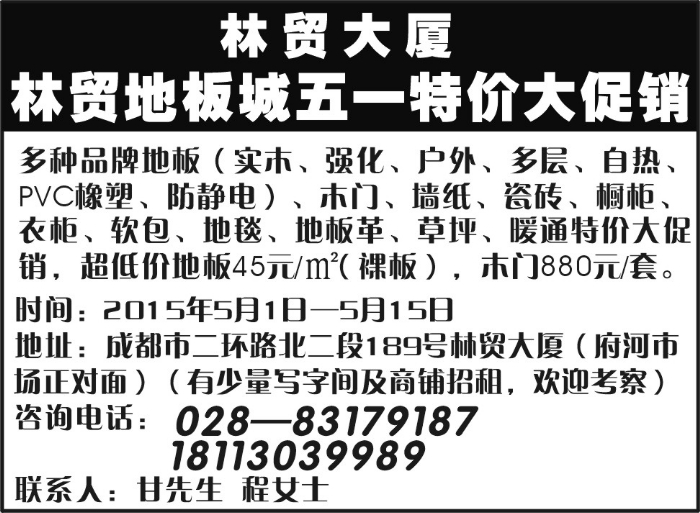 林贸大厦
林贸地板城五一特价大促销
多种品牌地板（实木、强化、户外、多层、自热、
PVC橡塑、防静电）、木门、墙纸、瓷砖、橱柜、
衣柜、软包、地毯、地板革、草坪、暖通特价大促
销，超低价地板45元/㎡（裸板），木门880元/套。
时间：2015年5月1日—5月15日
地址：成都市二环路北二段189号林贸大厦（府河市
场正对面）（有少量写字间及商铺招租，欢迎考察）
咨询电话：028—83179187
18113039989
联系人：甘先生 程女士